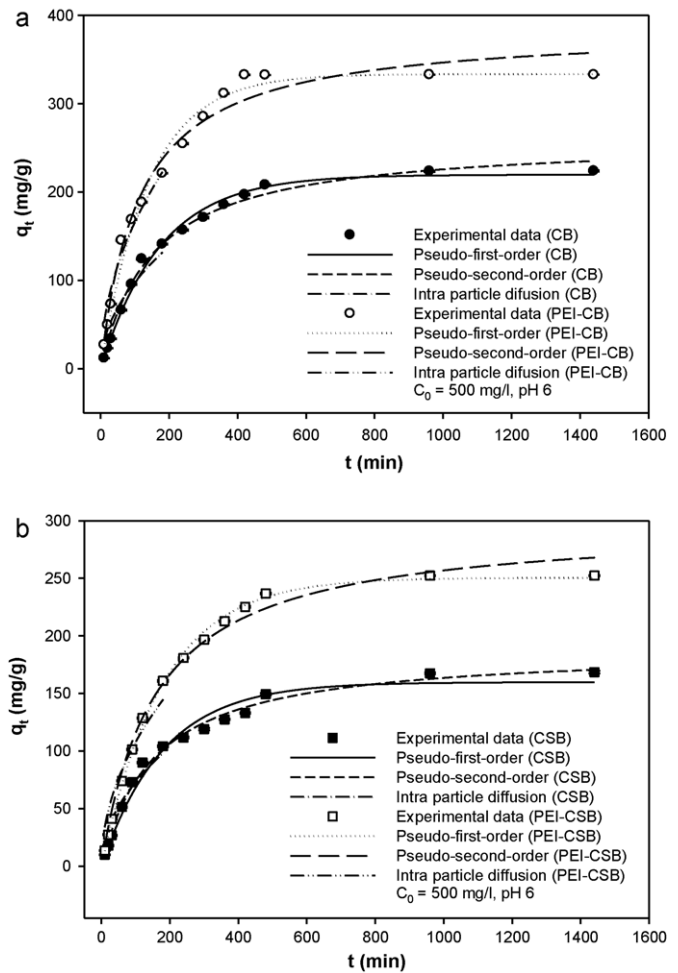 a
400
300
200
100
0
qt (mg/g)
Experimental data (CB)
Pseudo-first-order (CB)
Pseudo-second-order (CB)
Intra particle difusion (CB)
Experimental data (PEI-CB)
Pseudo-first-order (PEI-CB)
Pseudo-second-order (PEI-CB)
Intra particle difusion (PEI-CB)
C0 = 500 mg/l, pH 6
0 200 400 600 800 1000 1200 1400 1600
t (min)
b
300
250
200
150
100
50
0
qt (mg/g)
Experimental data (CSB)
Pseudo-first-order (CSB)
Pseudo-second-order (CSB)
Intra particle diffusion (CSB)
Experimental data (PEI-CSB)
Pseudo-first-order (PEI-CSB)
Pseudo-second-order (PEI-CSB)
Intra particle diffusion (PEI-CSB)
C0 = 500 mg/l, pH 6
0 200 400 600 800 1000 1200 1400 1600
t (min)